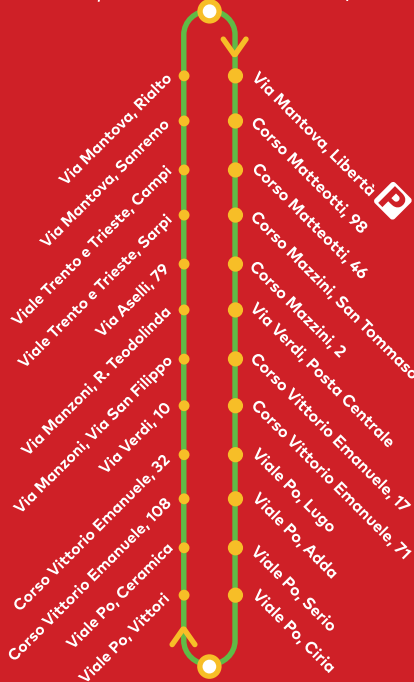 Via Mantova, Rialto
Via Mantova, Sanremo
Viale Trento e Trieste, Campi
Viale Trento e Trieste, Sarpi
Via Aselli, 79
Via Manzoni, R. Teodolinda
Via Manzoni, Via San Filippo
Via Verdi, 10
Corso Vittorio Emanuele, 32
Corso Vittorio Emanuele, 108
Viale Po, Ceramica
Viale Po, Vittori
Via Mantova, Libertà
P
Corso Matteotti, 98
Corso Matteotti, 46
Corso Mazzini, San Tommaso
Corso Mazzini, 2
Via Verdi, Posta Centrale
Corso Vittorio Emanuele, 17
Corso Vittorio Emanuele, 71
Viale Po, Lugo
Viale Po, Adda
Viale Po, Serio
Viale Po, Ciria